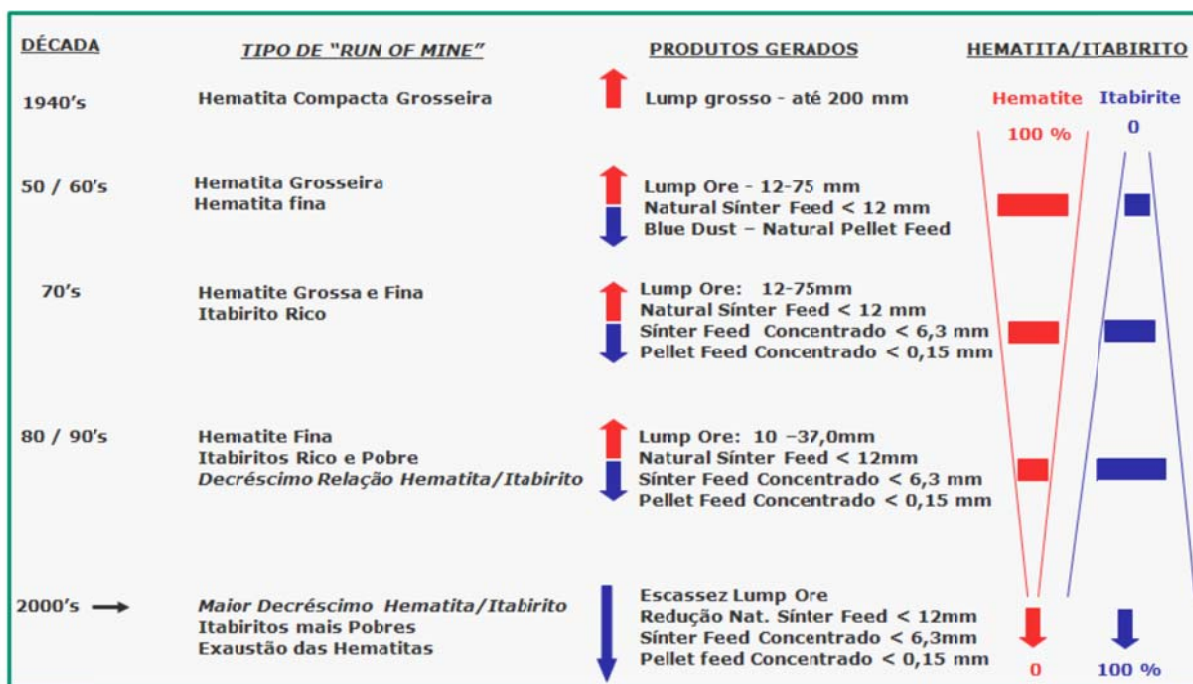 DÉCADA TIPO DE “RUN OF MINE” PRODUTOS GERADOS HEMATITA/ITABIRITO
1940’s Hematita Compacta Grosseira Lump grosso - até 200 mm Hematite Itabirite
100 % 0
50 / 60’s Hematita Grosseira Lump Ore - 12-75 mm
Hematita fina Natural Sínter Feed < 12 mm
Blue Dust – Natural Pellet Feed
70’s Hematite Grossa e Fina Lump Ore: 12-75mm
Itabirito Rico Natural Sinter Feed < 12 mm
Sínter Feed Concentrado < 6,3 mm
Pellet Feed Concentrado < 0,15 mm
80 / 90’s Hematite Fina Lump Ore: 10 –37,0mm
Itabiritos Rico e Pobre Natural Sinter Feed < 12mm
Decréscimo Relação Hematita/Itabirito Sínter Feed Concentrado < 6,3 mm
Pellet Feed Concentrado < 0,15 mm
2000’s Maior Decréscimo Hematita/Itabirito Escassez Lump Ore
Itabiritos mais Pobres Redução Nat. Sínter Feed < 12mm
Exaustão das Hematitas Sínter Feed Concentrado < 6,3mm
Pellet feed Concentrado < 0,15 mm
0 100 %